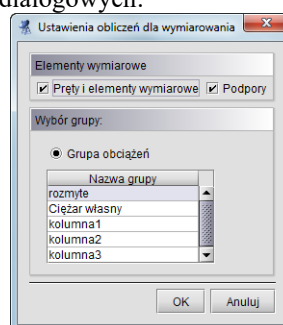 dialogowych:
Ustawienia obliczeń dla wymiarowania
Elementy wymiarowe
Pręty i elementy wymiarowe Podpory
Wybór grupy:
Grupa obciążeń
Nazwa grupy
rozmyte
Ciężar własny
kolumna1
kolumna2
kolumna3
OK Anuluj